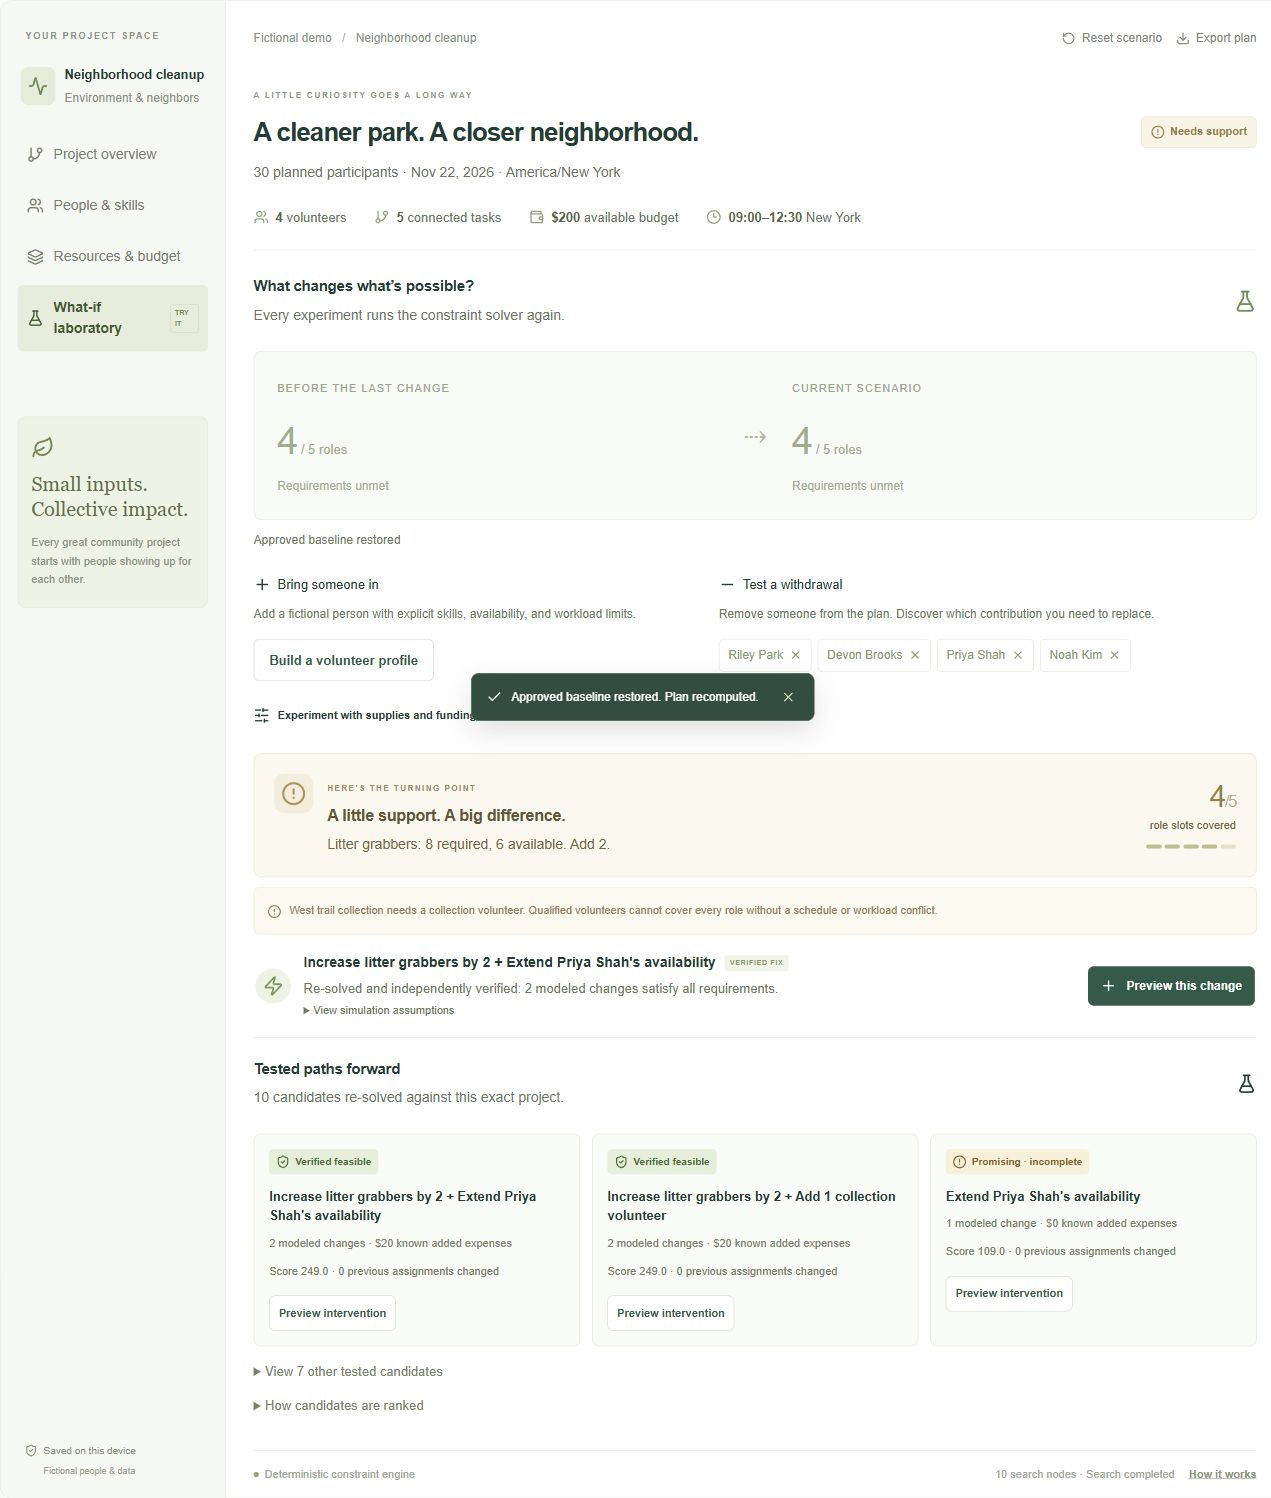 YOUR PROJECT SPACE
Neighborhood cleanup
Environment & neighbors
Project overview
People & skills
Resources & budget
What-if
laboratory
TRY
IT
Small inputs.
Collective impact.
Every great community project
starts with people showing up for
each other.
Saved on this device
Fictional people & data
Fictional demo / Neighborhood cleanup
Reset scenario
Export plan
A LITTLE CURIOSITY GOES A LONG WAY
A cleaner park. A closer neighborhood.
Needs support
30 planned participants · Nov 22, 2026 · America/New York
4 volunteers
5 connected tasks
$200 available budget
09:00–12:30 New York
What changes what's possible?
Every experiment runs the constraint solver again.
BEFORE THE LAST CHANGE
4 / 5 roles
Requirements unmet
CURRENT SCENARIO
4 / 5 roles
Requirements unmet
Approved baseline restored
Bring someone in
Add a fictional person with explicit skills, availability, and workload limits.
Build a volunteer profile
Test a withdrawal
Remove someone from the plan. Discover which contribution you need to replace.
Riley Park
Devon Brooks
Priya Shah
Noah Kim
Approved baseline restored. Plan recomputed.
Experiment with supplies and funding
HERE'S THE TURNING POINT
A little support. A big difference.
Litter grabbers: 8 required, 6 available. Add 2.
4/5
role slots covered
West trail collection needs a collection volunteer. Qualified volunteers cannot cover every role without a schedule or workload conflict.
Increase litter grabbers by 2 + Extend Priya Shah's availability
VERIFIED FIX
Re-solved and independently verified: 2 modeled changes satisfy all requirements.
View simulation assumptions
Preview this change
Tested paths forward
10 candidates re-solved against this exact project.
Verified feasible
Increase litter grabbers by 2 + Extend Priya
Shah's availability
2 modeled changes · $20 known added expenses
Score 249.0 · 0 previous assignments changed
Preview intervention
Verified feasible
Increase litter grabbers by 2 + Add 1 collection
volunteer
2 modeled changes · $20 known added expenses
Score 249.0 · 0 previous assignments changed
Preview intervention
Promising · incomplete
Extend Priya Shah's availability
1 modeled change · $0 known added expenses
Score 109.0 · 0 previous assignments changed
Preview intervention
View 7 other tested candidates
How candidates are ranked
Deterministic constraint engine
10 search nodes · Search completed
How it works